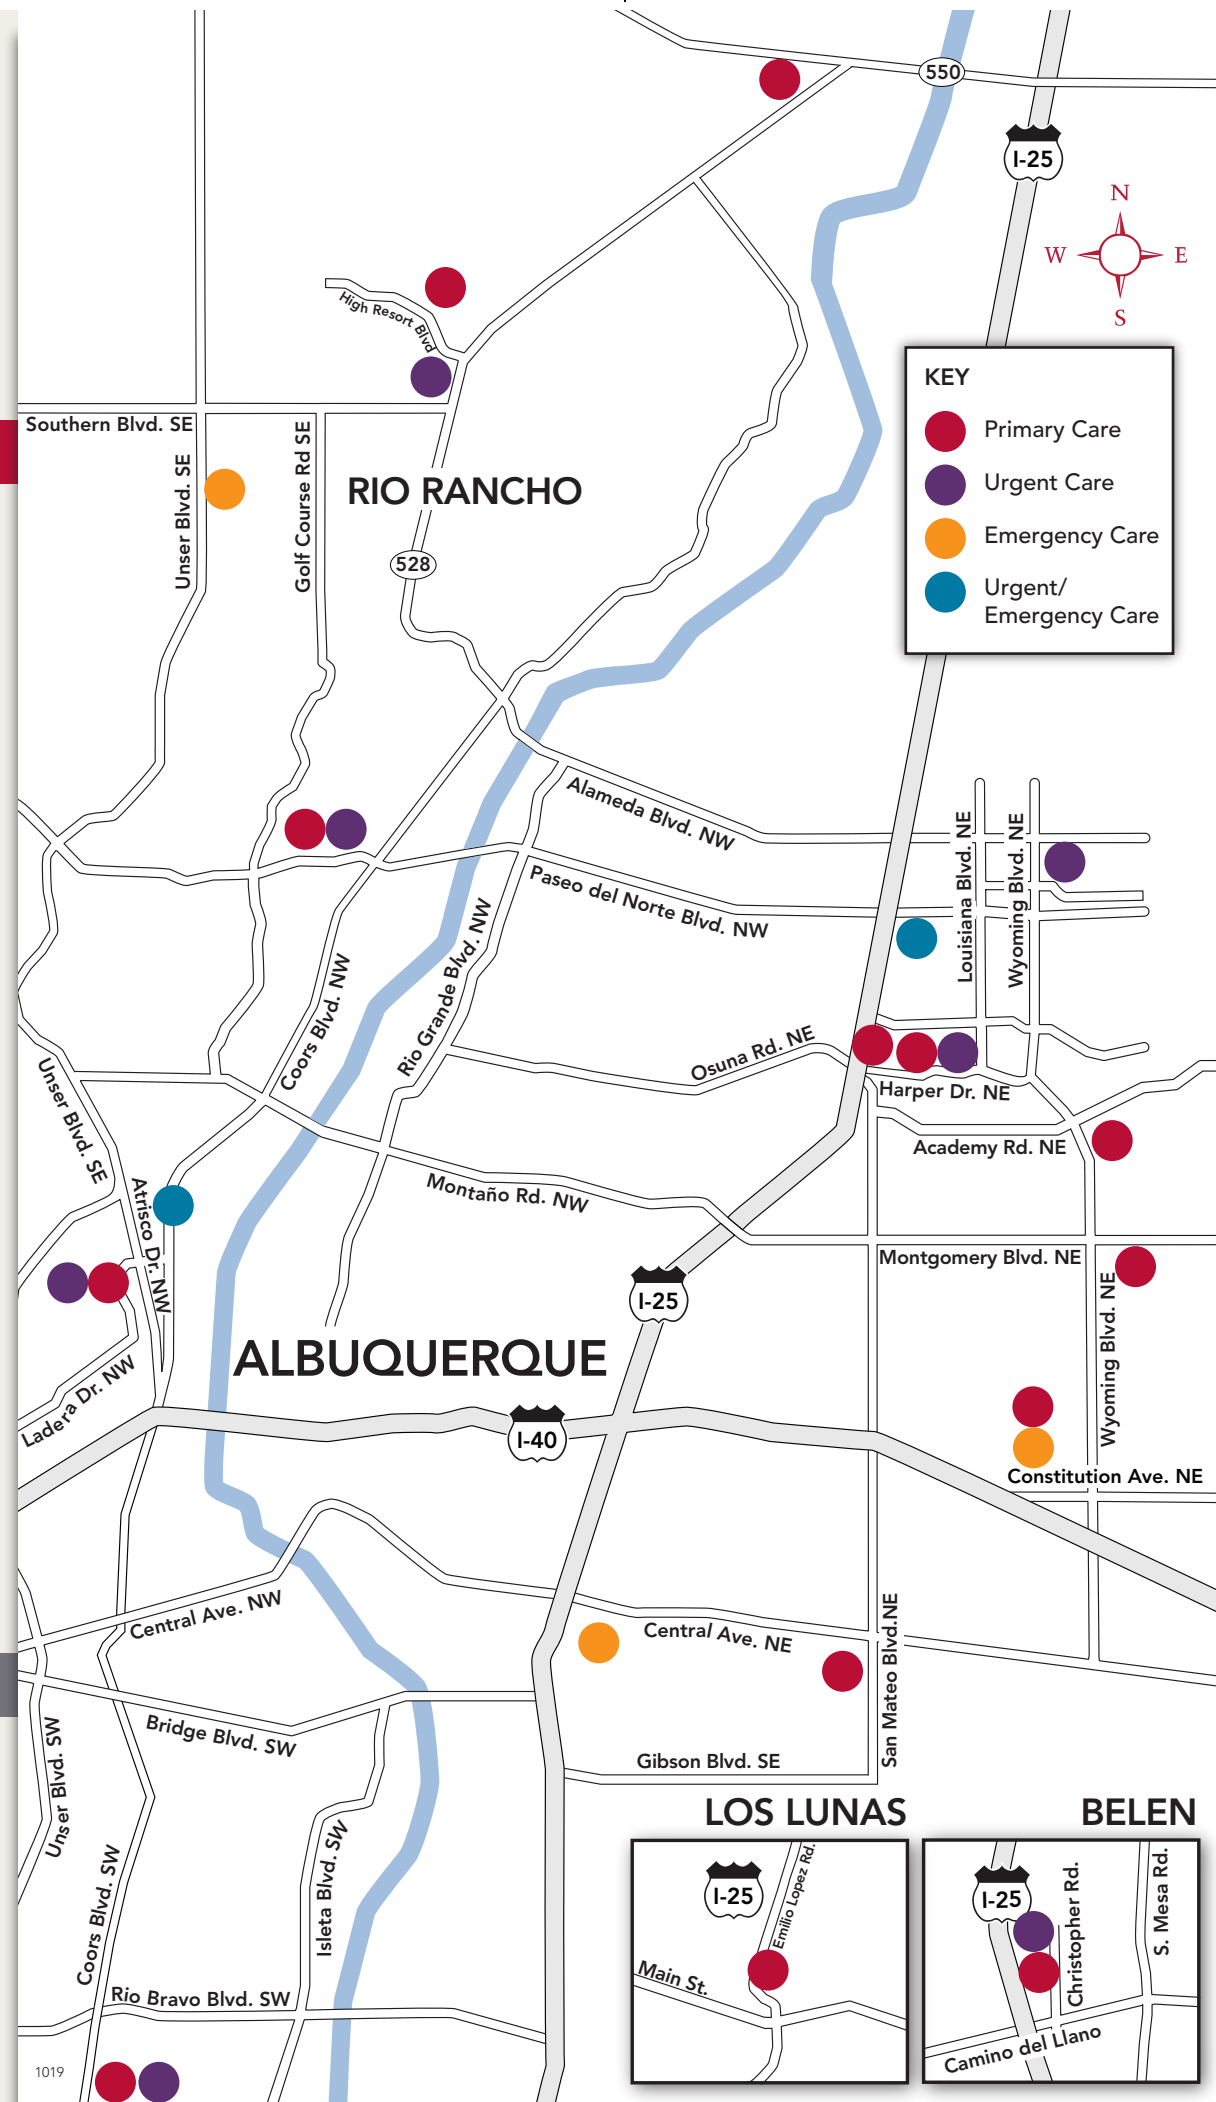 550
I-25
N
W
E
S
High Resort Blvd
KEY
Primary Care
Urgent Care
Emergency Care
Urgent/
Emergency Care
Southern Blvd. SE
Unser Blvd. SE
Golf Course Rd SE
RIO RANCHO
528
Alameda Blvd. NW
Louisiana Blvd. NE
Wyoming Blvd. NE
Paseo del Norte Blvd. NW
Rio Grande Blvd. NW
Coors Blvd. NW
Osuna Rd. NE
Unser Blvd. SE
Harper Dr. NE
Academy Rd. NE
Atrisco Dr. NW
Montaño Rd. NW
Montgomery Blvd. NE
I-25
Wyoming Blvd. NE
ALBUQUERQUE
Ladera Dr. NW
I-40
Constitution Ave. NE
Central Ave. NW
Central Ave. NE
San Mateo Blvd.NE
Bridge Blvd. SW
Unser Blvd. SW
Gibson Blvd. SE
LOS LUNAS
BELEN
Coors Blvd. SW
Isleta Blvd. SW
I-25
Emilio Lopez Rd.
Main St.
I-25
Christopher Rd.
S. Mesa Rd.
Camino del Llano
Rio Bravo Blvd. SW
1019